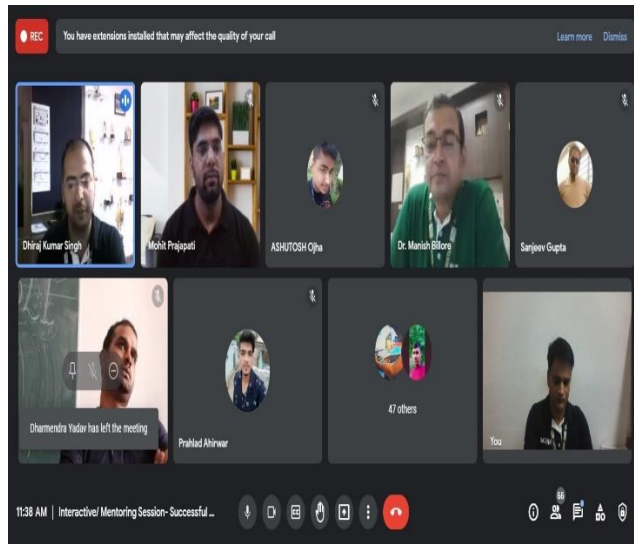 REC
You have extensions installed that may affect the quality of your call
Learn more
Dismiss
Dhiraj Kumar Singh
Mohit Prajapati
ASHUTOSH Ojha
Dr. Manish Billore
Sanjeev Gupta
Dharmendra Yadav has left the meeting
Prahlad Ahirwar
47 others
You
66
11:38 AM | Interactive/ Mentoring Session- Successful ...